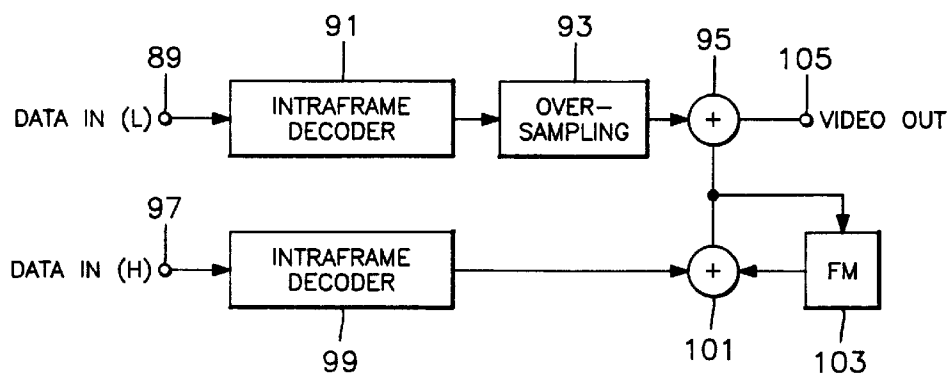 91
93
95
105
89
DATA IN (L)
INTRAFRAME
DECODER
OVER-
SAMPLING
+
VIDEO OUT
97
DATA IN (H)
INTRAFRAME
DECODER
+
FM
99
101
103